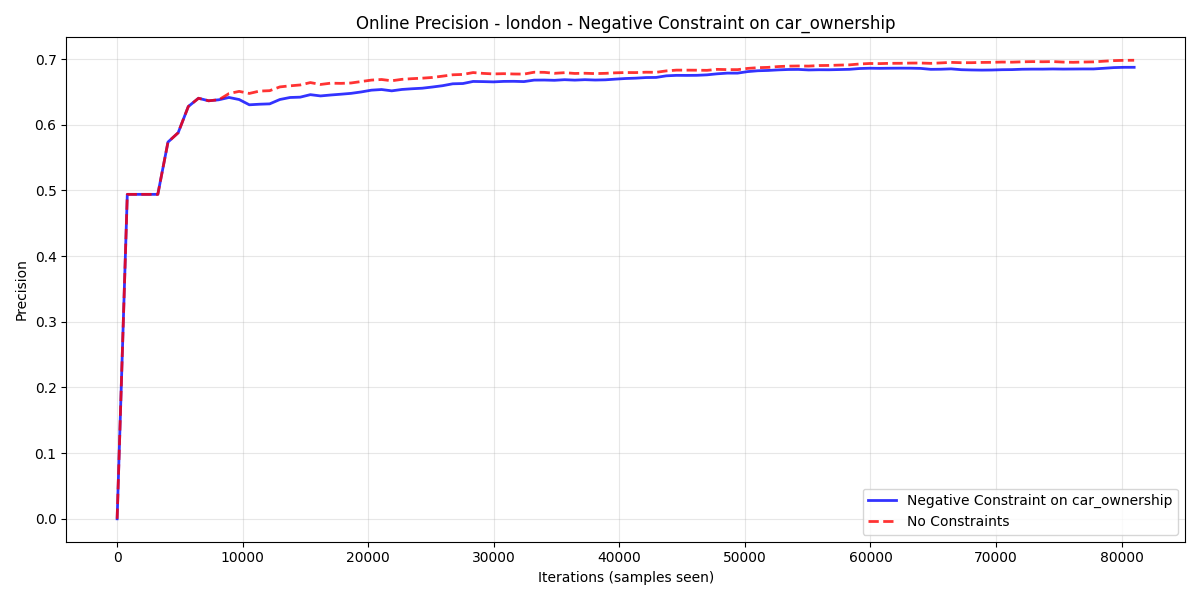 Online Precision - london - Negative Constraint on car_ownership
Precision
0.7
0.6
0.5
0.4
0.3
0.2
0.1
0.0
0 10000 20000 30000 40000 50000 60000 70000 80000
Iterations (samples seen)
Negative Constraint on car_ownership
No Constraints